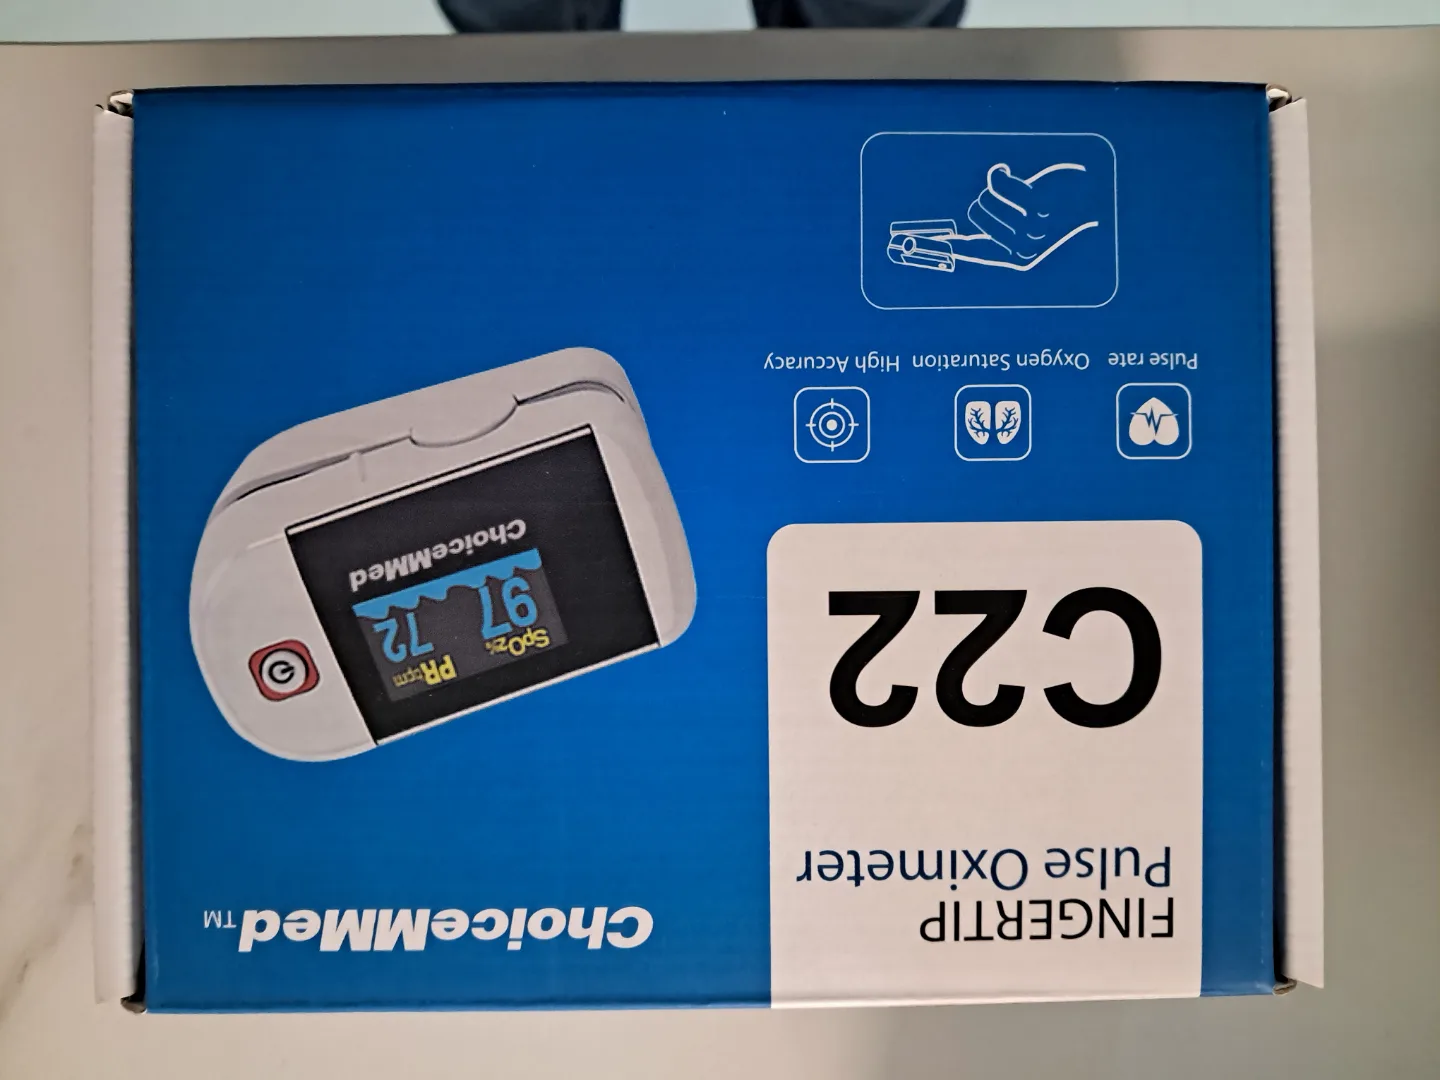 ChoiceMMed™
FINGERTIP
Pulse Oximeter
C22
SpO2%
PRbpm
97
72
ChoiceMMed
Pulse rate
Oxygen Saturation
High Accuracy